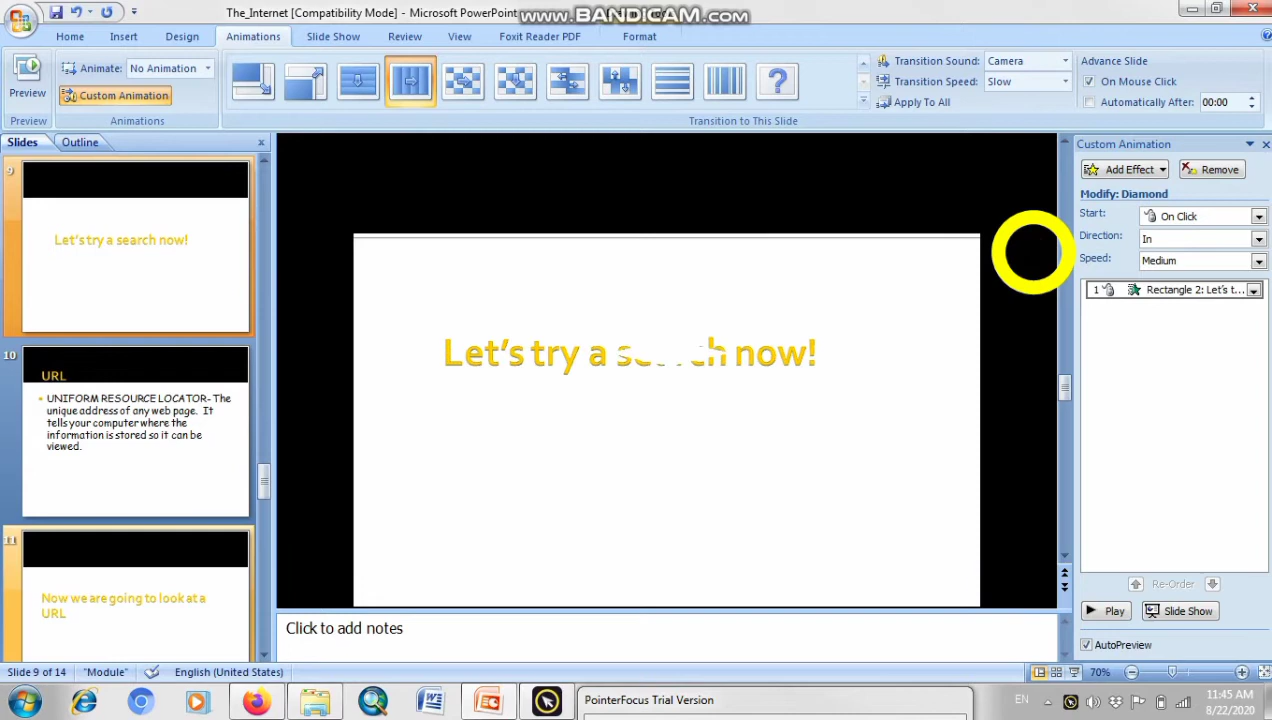 The_Internet [Compatibility Mode] - Microsoft PowerPoint
www.BANDICAM.com
Home Insert Design Animations Slide Show Review View Foxit Reader PDF Format
Preview
Animate: No Animation
Custom Animation
Transition Sound: Camera
Transition Speed: Slow
Apply To All
Advance Slide
On Mouse Click
Automatically After: 00:00
Preview Animations Transition to This Slide
Slides Outline
9
Let's try a search now!
10
URL
UNIFORM RESOURCE LOCATOR- The
unique address of any web page. It
tells your computer where the
information is stored so it can be
viewed.
11
Now we are going to look at a
URL
Let's try a search now!
Click to add notes
Custom Animation
Add Effect Remove
Modify: Diamond
Start: On Click
Direction: In
Speed: Medium
1 Rectangle 2: Let's t...
Re-Order
Play Slide Show
AutoPreview
Slide 9 of 14 "Module" English (United States) 70%
PointerFocus Trial Version
EN
11:45 AM
8/22/2020